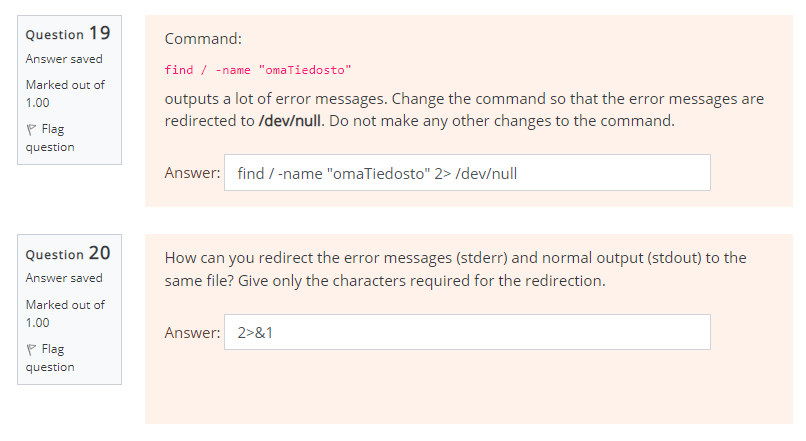 Question 19
Answer saved
Marked out of
1.00
Flag
question
Command:
find / -name "omaTiedosto"
outputs a lot of error messages. Change the command so that the error messages are
redirected to /dev/null. Do not make any other changes to the command.
Answer: find / -name "omaTiedosto" 2> /dev/null
Question 20
Answer saved
Marked out of
1.00
Flag
question
How can you redirect the error messages (stderr) and normal output (stdout) to the
same file? Give only the characters required for the redirection.
Answer: 2>&1